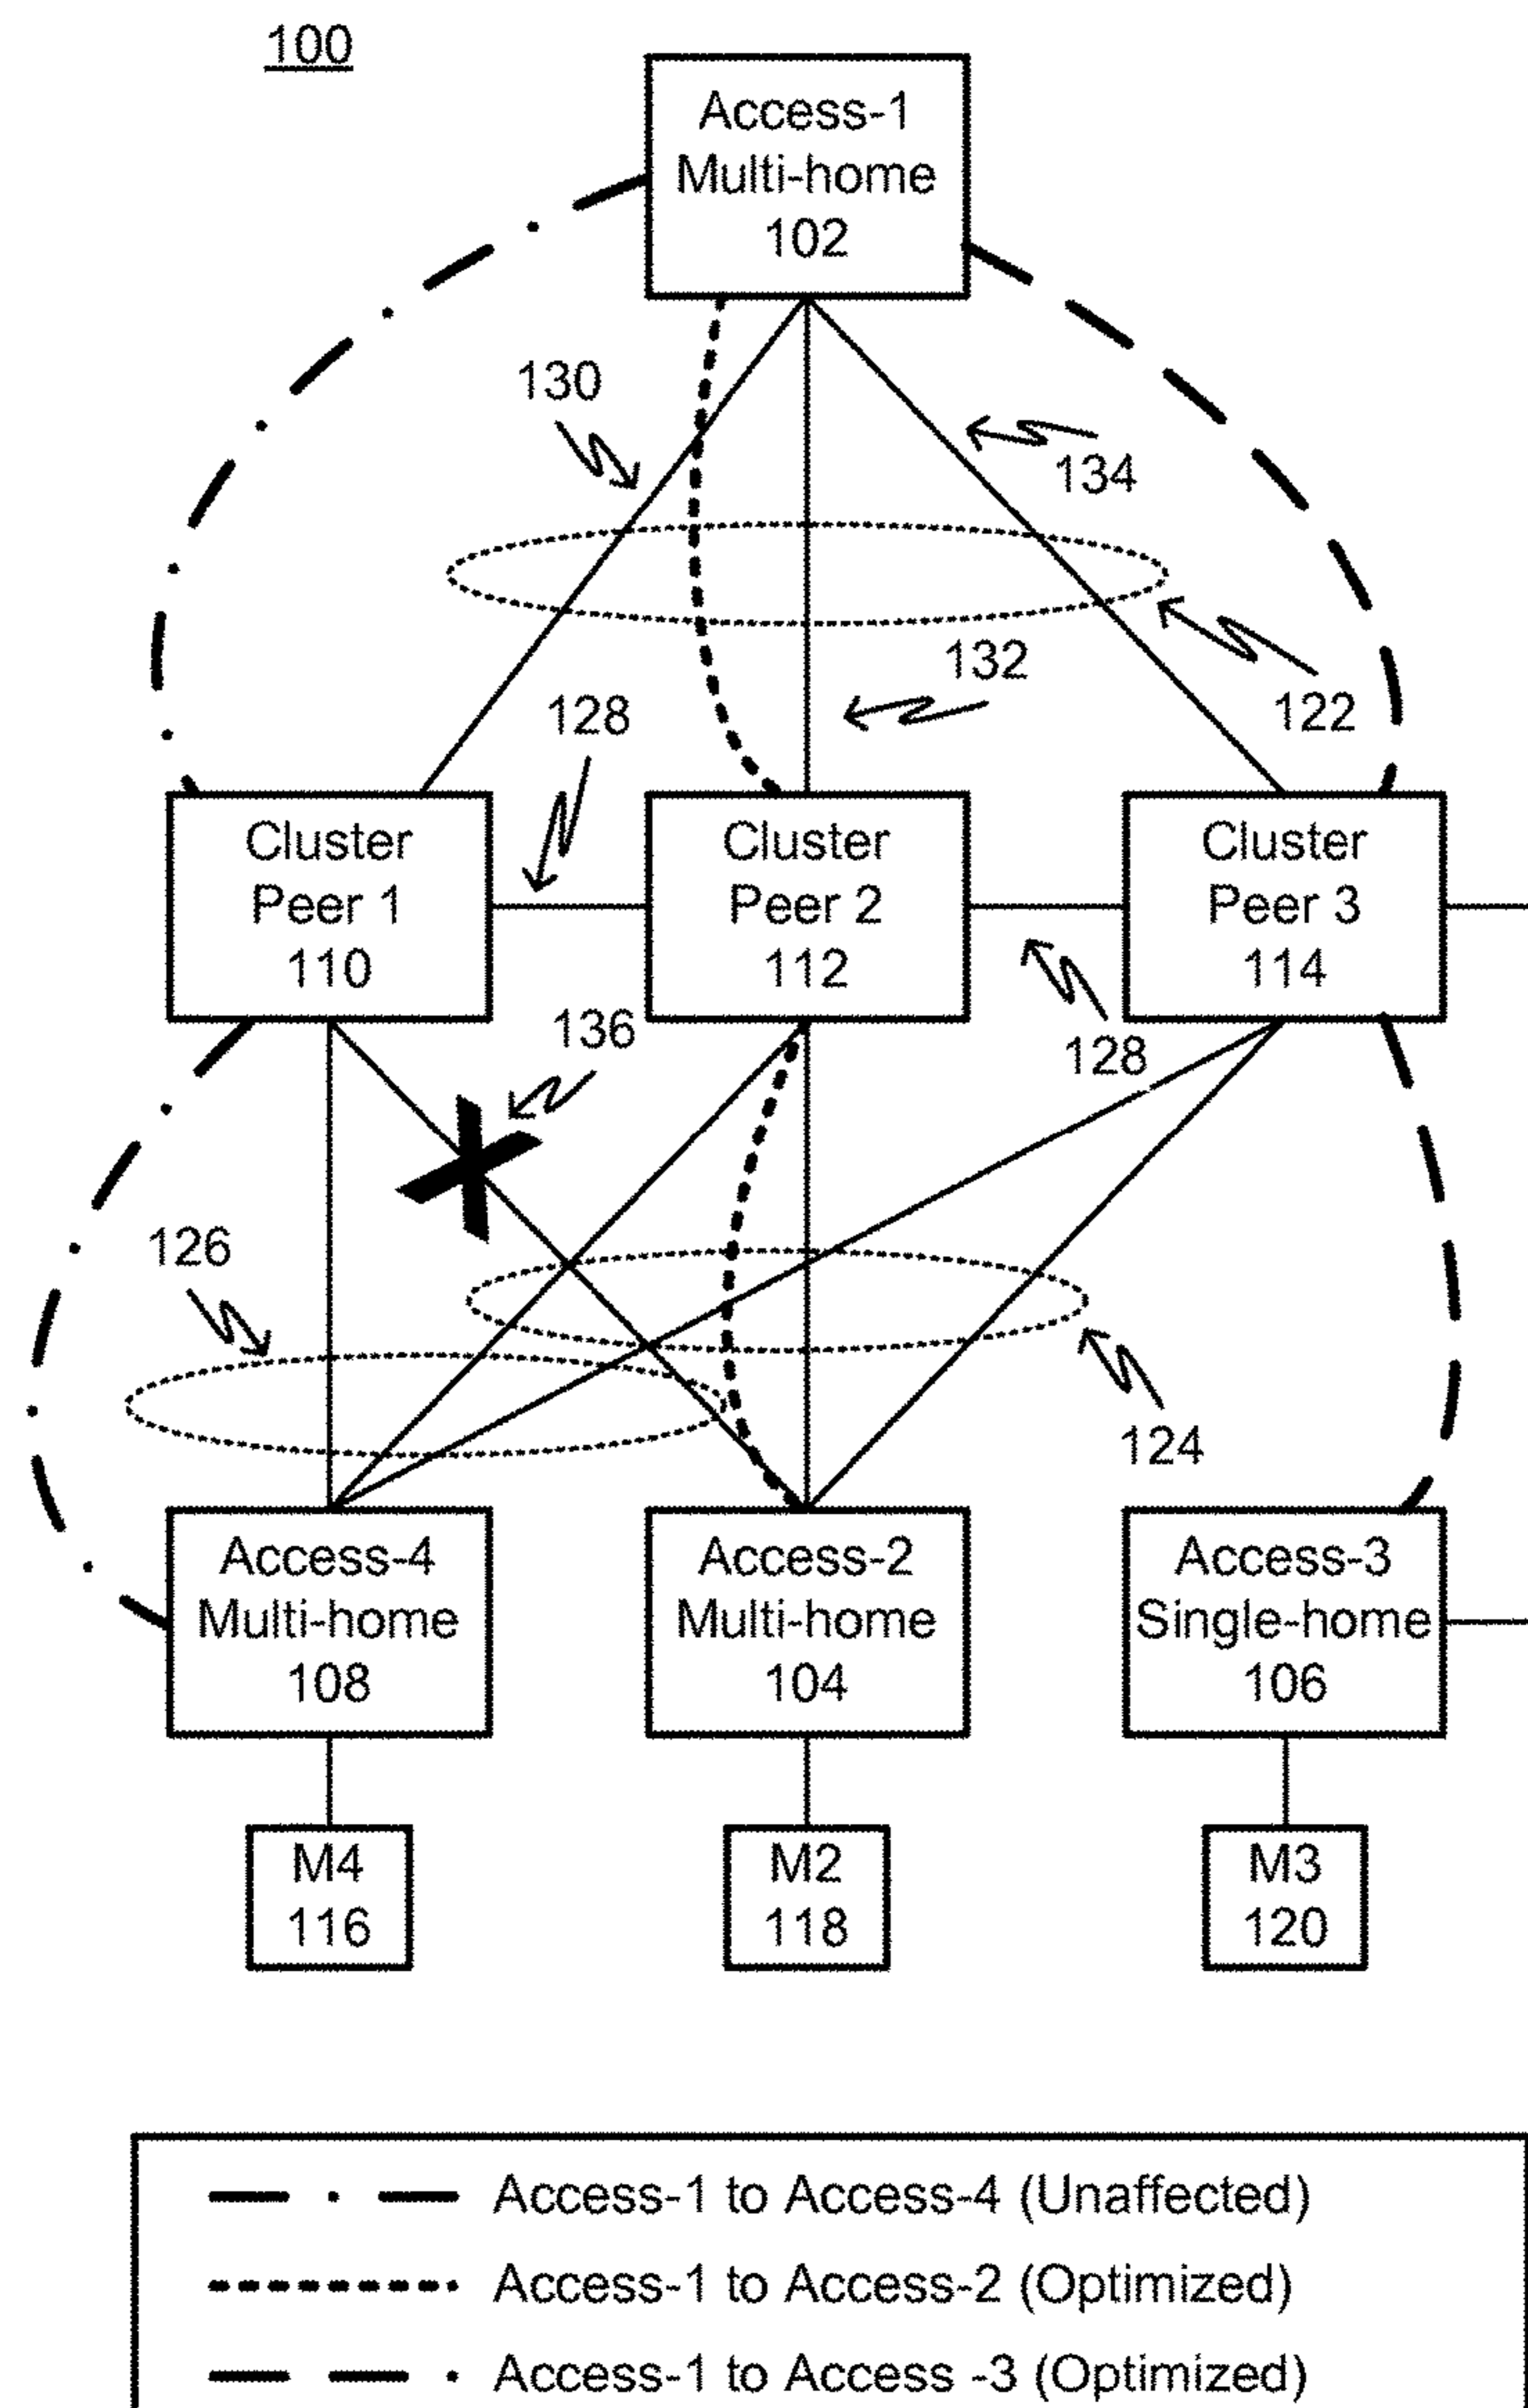 100
Access-1
Multi-home
102
130
134
132
122
128
Cluster
Peer 1
110
Cluster
Peer 2
112
Cluster
Peer 3
114
136
128
126
124
Access-4
Multi-home
108
Access-2
Multi-home
104
Access-3
Single-home
106
M4
116
M2
118
M3
120
Access-1 to Access-4 (Unaffected)
Access-1 to Access-2 (Optimized)
Access-1 to Access -3 (Optimized)